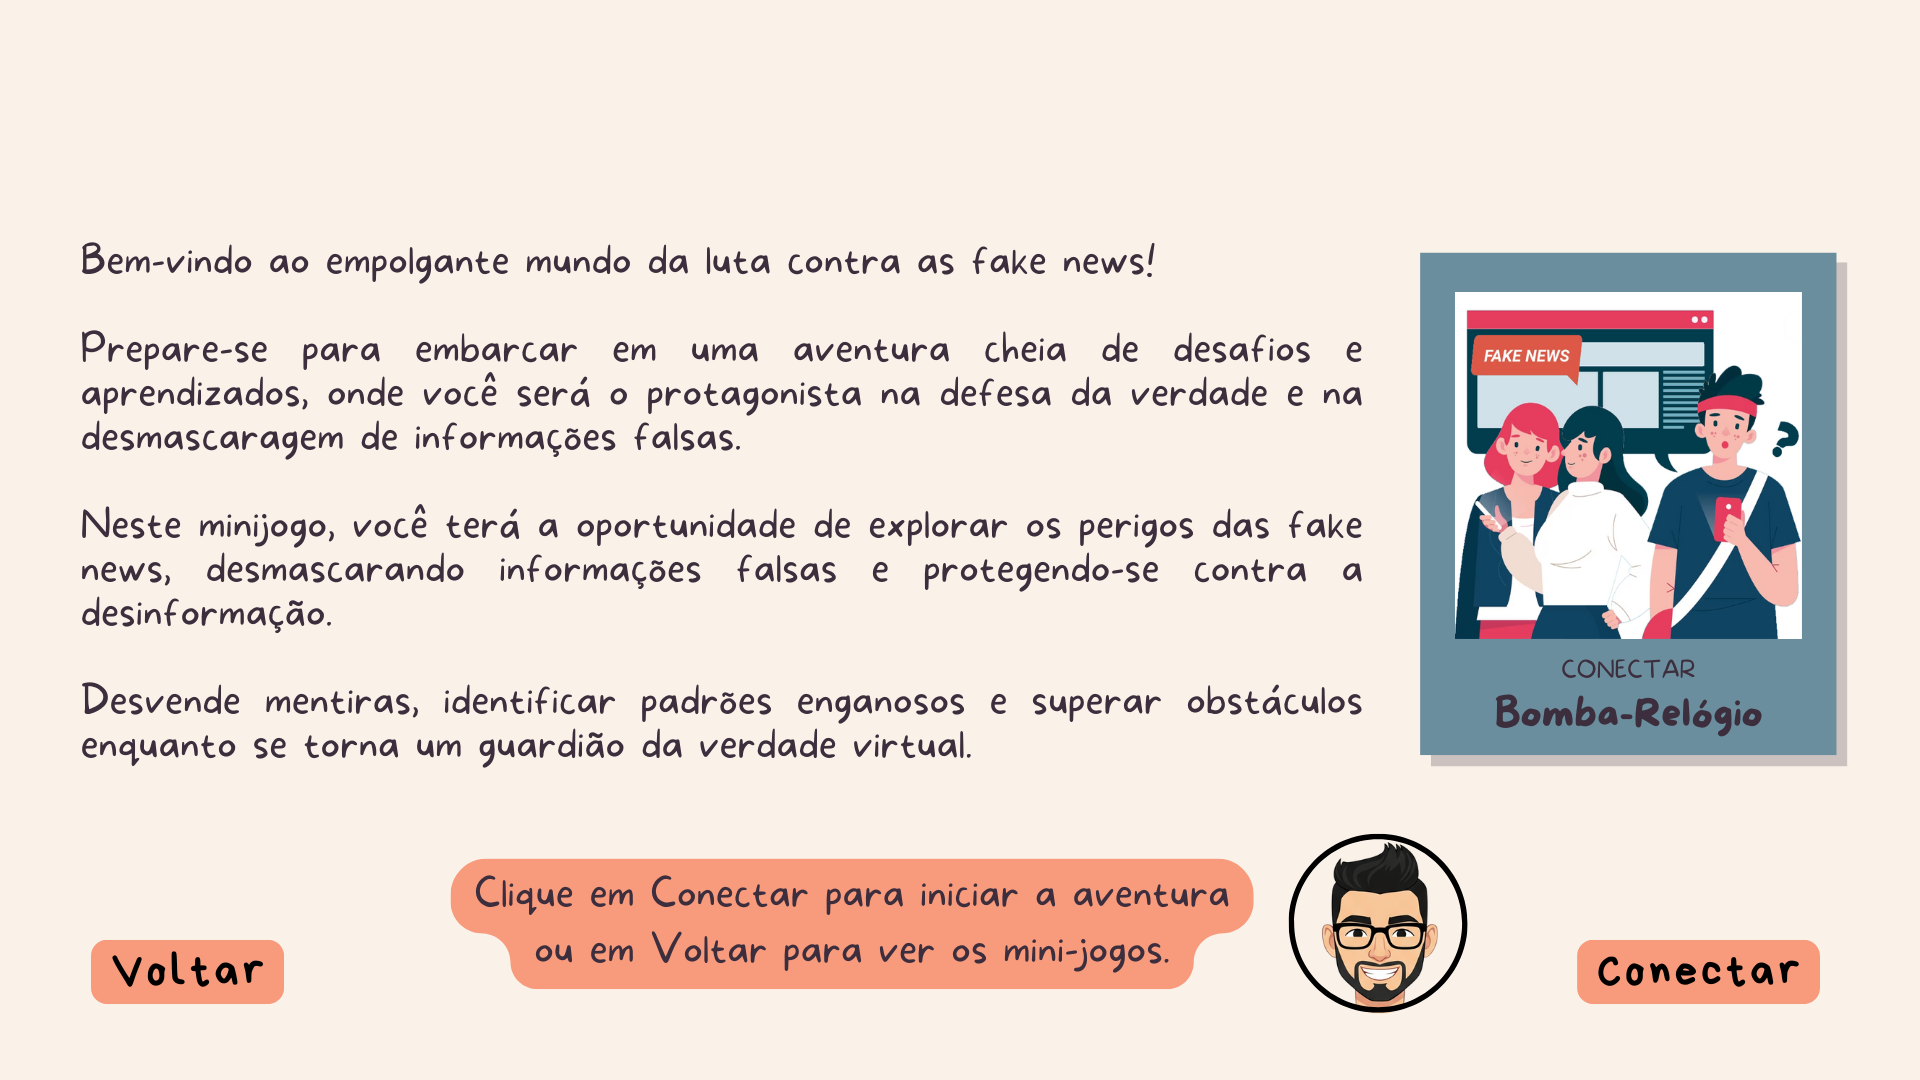 Bem-vindo ao empolgante mundo da luta contra as fake news!
Prepare-se para embarcar em uma aventura cheia de desafios e
aprendizados, onde você será o protagonista na defesa da verdade e na
desmascaragem de informações falsas.
Neste minijogo, você terá a oportunidade de explorar os perigos das fake
news, desmascarando informações falsas e protegendo-se contra a
desinformação.
Desvende mentiras, identificar padrões enganosos e superar obstáculos
enquanto se torna um guardião da verdade virtual.
FAKE NEWS
?
CONECTAR
Bomba-Relógio
Clique em Conectar para iniciar a aventura
ou em Voltar para ver os mini-jogos.
Voltar
Conectar